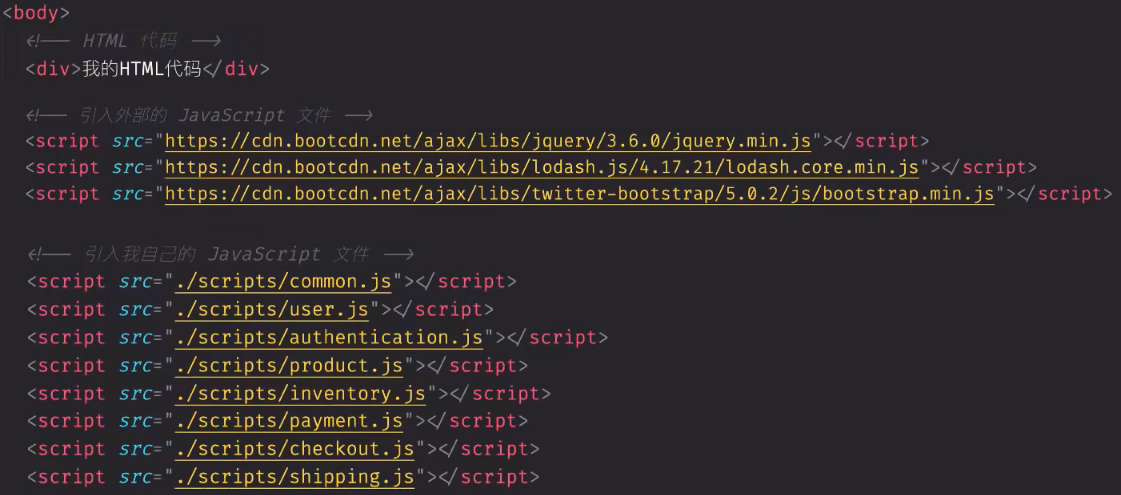 <body>
<!-- HTML 代码 -->
<div>我的HTML代码</div>
<!-- 引入外部的 JavaScript 文件 -->
<script src="https://cdn.bootcdn.net/ajax/libs/jquery/3.6.0/jquery.min.js"></script>
<script src="https://cdn.bootcdn.net/ajax/libs/lodash.js/4.17.21/lodash.core.min.js"></script>
<script src="https://cdn.bootcdn.net/ajax/libs/twitter-bootstrap/5.0.2/js/bootstrap.min.js"></script>
<!-- 引入我自己的 JavaScript 文件 -->
<script src="./scripts/common.js"></script>
<script src="./scripts/user.js"></script>
<script src="./scripts/authentication.js"></script>
<script src="./scripts/product.js"></script>
<script src="./scripts/inventory.js"></script>
<script src="./scripts/payment.js"></script>
<script src="./scripts/checkout.js"></script>
<script src="./scripts/shipping.js"></script>